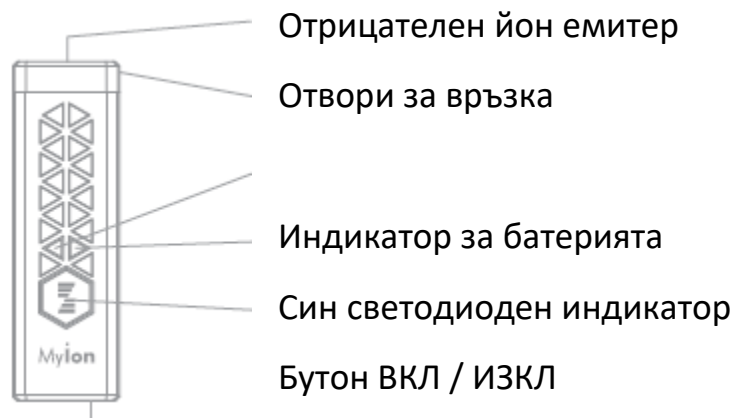 Отрицателен йон емитер
Отвори за връзка
Индикатор за батерията
Син светодиоден индикатор
Myion
Бутон ВКЛ / ИЗКЛ